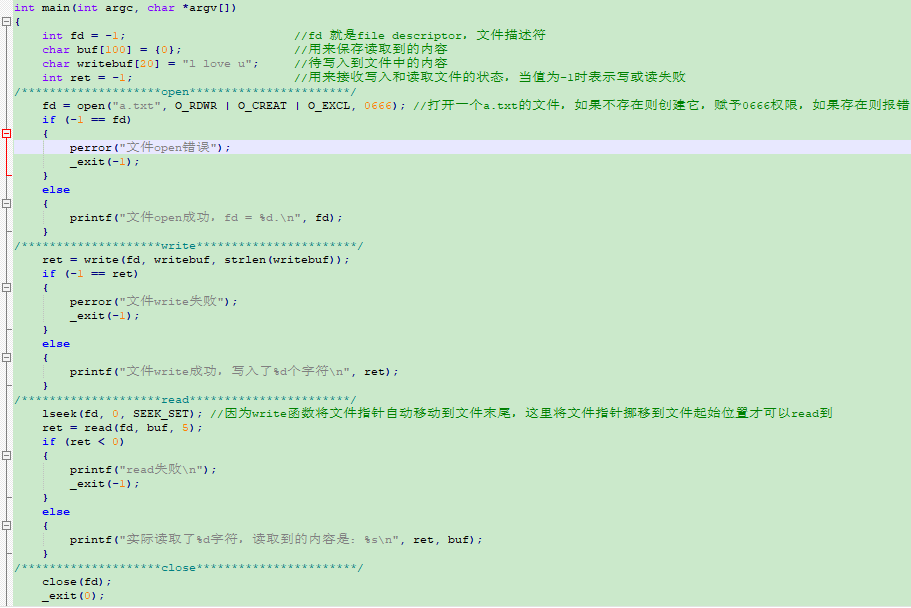 int main(int argc, char *argv[])
{
    int fd = -1;                        //fd 就是file descriptor，文件描述符
    char buf[100] = {0};                //用来保存读取到的内容
    char writebuf[20] = "l love u";     //待写入到文件中的内容
    int ret = -1;                       //用来接收写入和读取文件的状态，当值为-1时表示写或读失败
/********************open***********************/
    fd = open("a.txt", O_RDWR | O_CREAT | O_EXCL, 0666); //打开一个a.txt的文件，如果不存在则创建它，赋予0666权限，如果存在则报错
    if (-1 == fd)
    {
        perror("文件open错误");
        _exit(-1);
    }
    else
    {
        printf("文件open成功，fd = %d.\n", fd);
    }
/********************write***********************/
    ret = write(fd, writebuf, strlen(writebuf));
    if (-1 == ret)
    {
        perror("文件write失败");
        _exit(-1);
    }
    else
    {
        printf("文件write成功，写入了%d个字符\n", ret);
    }
/********************read***********************/
    lseek(fd, 0, SEEK_SET); //因为write函数将文件指针自动移动到文件末尾，这里将文件指针挪移到文件起始位置才可以read到
    ret = read(fd, buf, 5);
    if (ret < 0)
    {
        printf("read失败\n");
        _exit(-1);
    }
    else
    {
        printf("实际读取了%d字符，读取到的内容是：%s\n", ret, buf);
    }
/********************close***********************/
    close(fd);
    _exit(0);